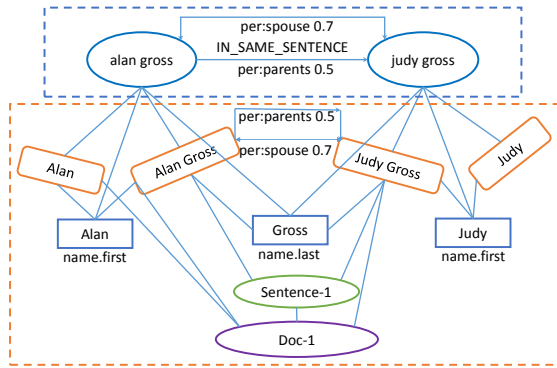 per:spouse 0.7
IN_SAME_SENTENCE
alan gross
judy gross
per:parents 0.5
per:parents 0.5
per:spouse 0.7
Alan
Alan Gross
Judy Gross
Judy
Alan
Gross
Judy
name.first
name.last
name.first
Sentence-1
Doc-1